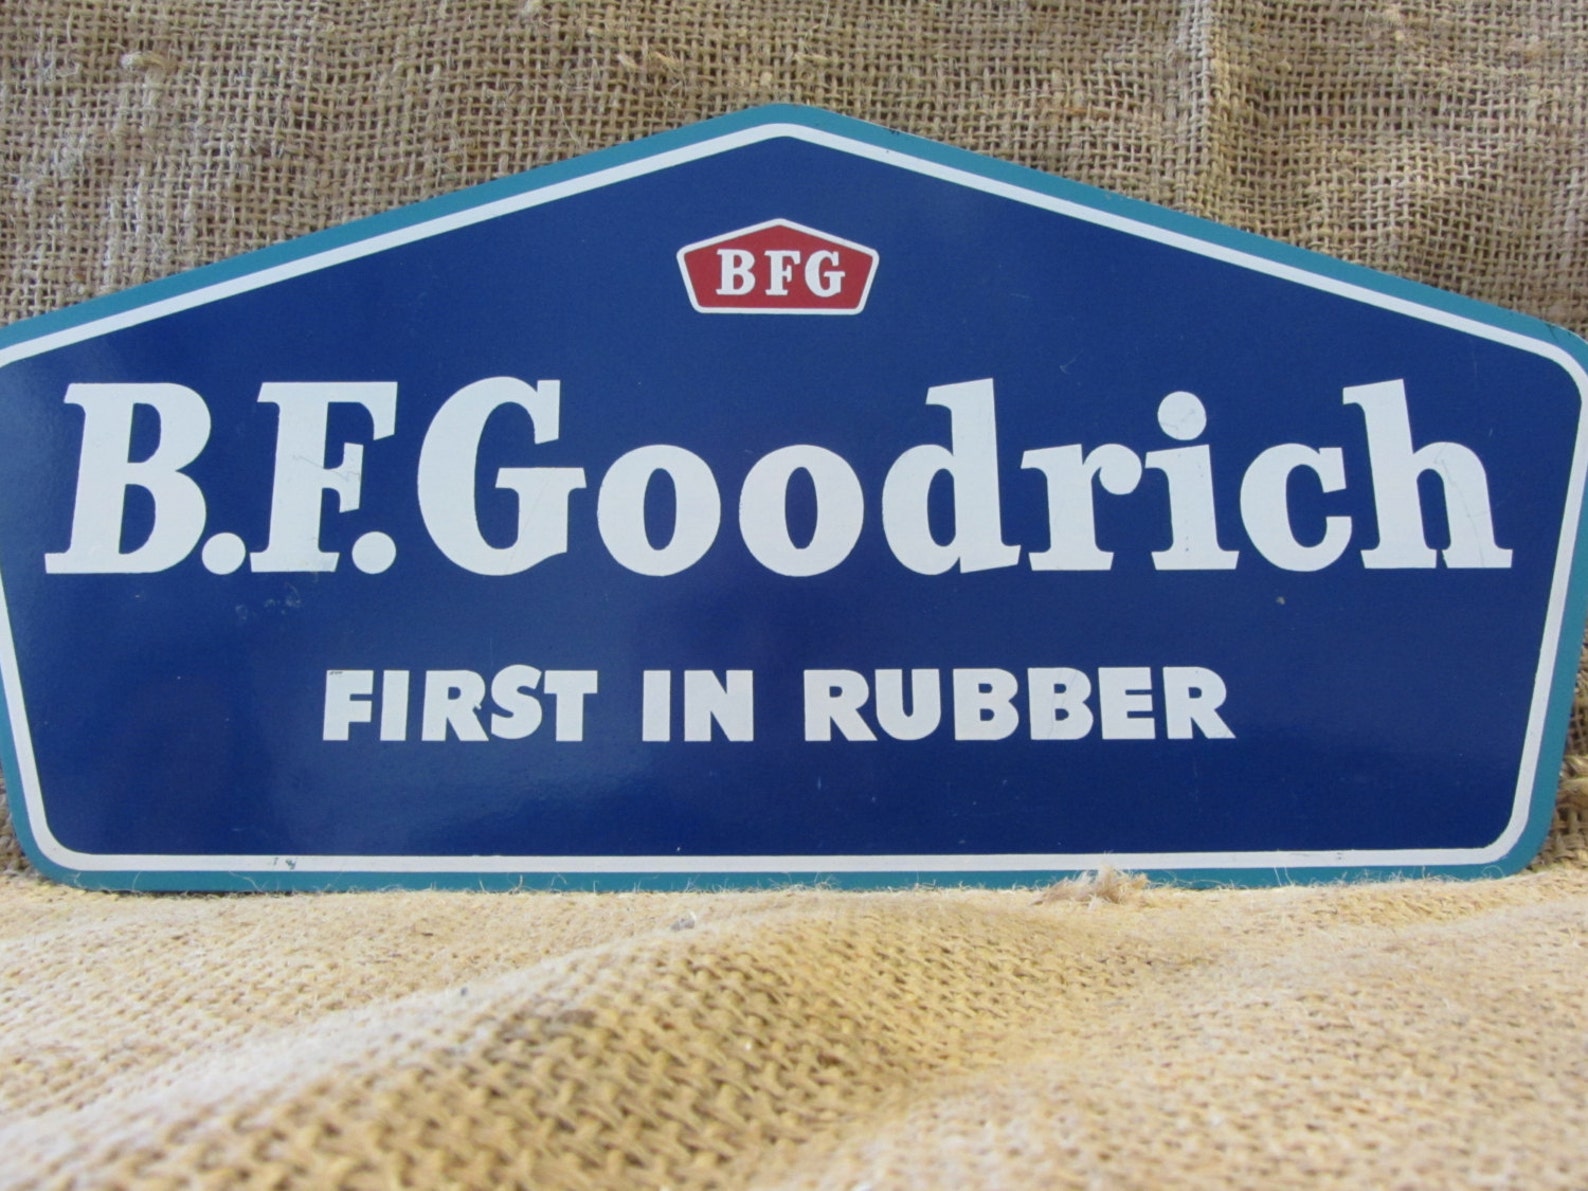 BFG
B.F.Goodrich
FIRST IN RUBBER